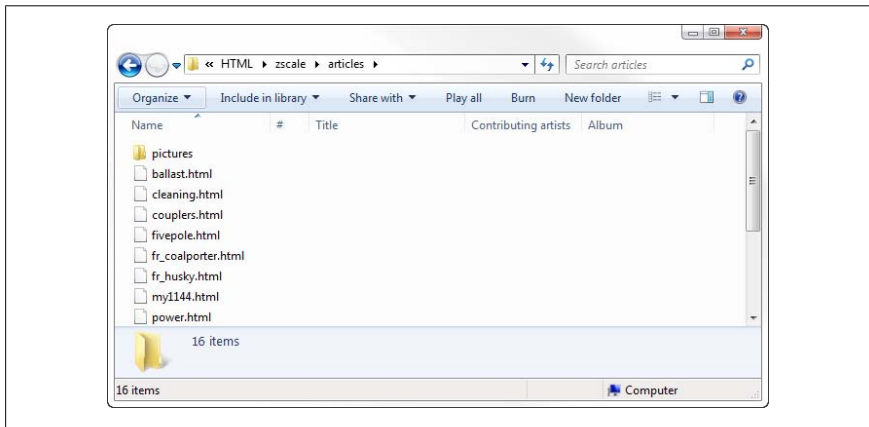 « HTML ▸ zscale ▸ articles ▸ Search articles
Organize ▼ Include in library ▼ Share with ▼ Play all Burn New folder
Name # Title Contributing artists Album
pictures
ballast.html
cleaning.html
couplers.html
fivepole.html
fr_coalporter.html
fr_husky.html
my1144.html
power.html
16 items
16 items Computer